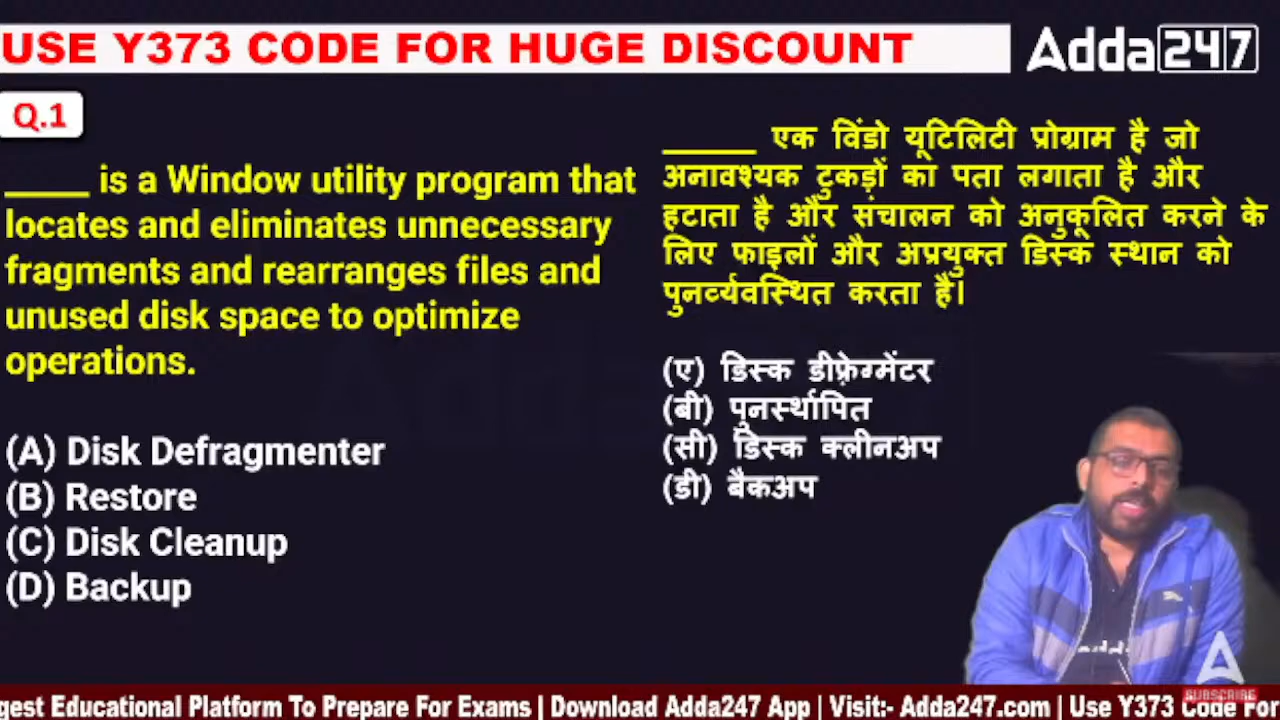 USE Y373 CODE FOR HUGE DISCOUNT
Adda247
Q.1
_____ is a Window utility program that
locates and eliminates unnecessary
fragments and rearranges files and
unused disk space to optimize
operations.
(A) Disk Defragmenter
(B) Restore
(C) Disk Cleanup
(D) Backup
_____ एक विंडो यूटिलिटी प्रोग्राम है जो
अनावश्यक टुकड़ों का पता लगाता है और
हटाता है और संचालन को अनुकूलित करने के
लिए फाइलों और अप्रयुक्त डिस्क स्थान को
पुनर्व्यवस्थित करता है।
(ए) डिस्क डीफ़्रेग्मेंटर
(बी) पुनर्स्थापित
(सी) डिस्क क्लीनअप
(डी) बैकअप
SUBSCRIBE
gest Educational Platform To Prepare For Exams | Download Adda247 App | Visit:- Adda247.com | Use Y373 Code For